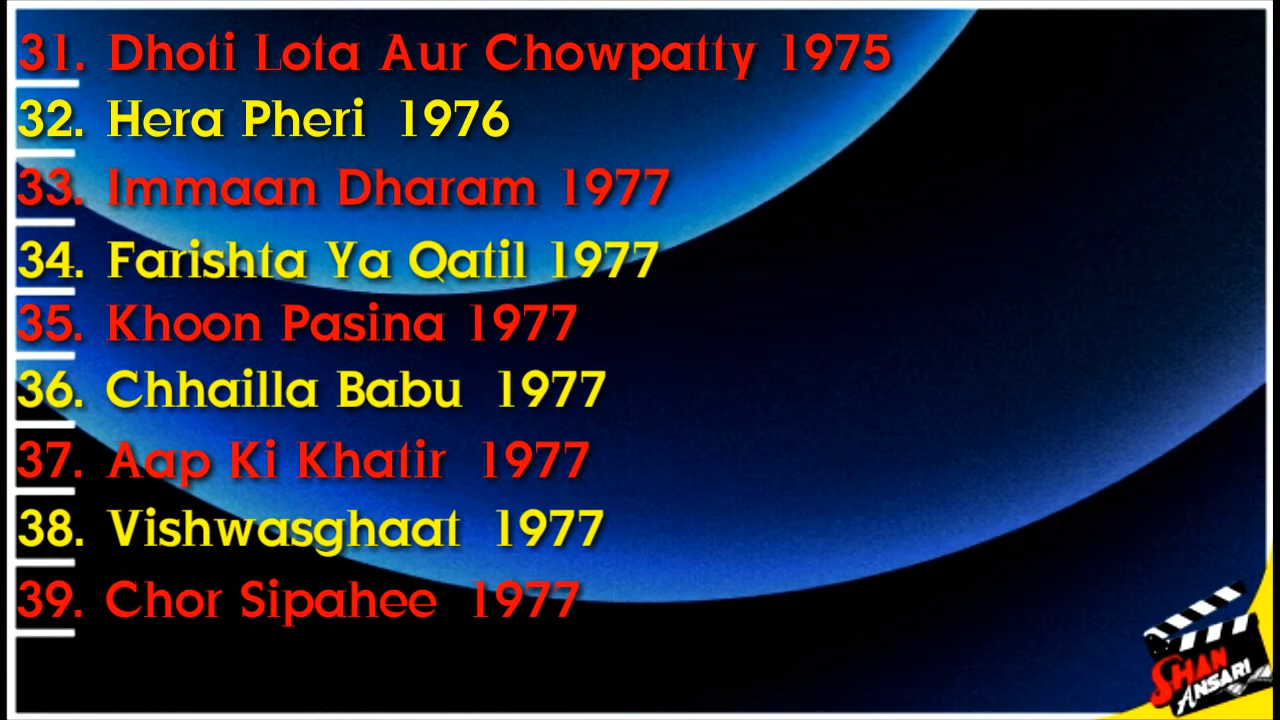 31. Dhoti Lota Aur Chowpatty 1975
32. Hera Pheri 1976
33. Immaan Dharam 1977
34. Farishta Ya Qatil 1977
35. Khoon Pasina 1977
36. Chhailla Babu 1977
37. Aap Ki Khatir 1977
38. Vishwasghaat 1977
39. Chor Sipahee 1977
SHAN
ANSARI